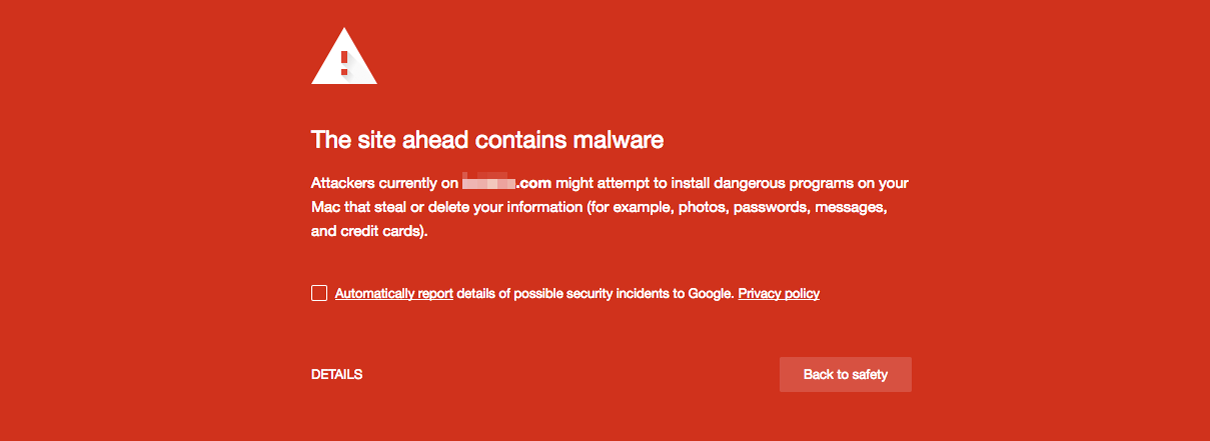 The site ahead contains malware
Attackers currently on .com might attempt to install dangerous programs on your
Mac that steal or delete your information (for example, photos, passwords, messages,
and credit cards).
Automatically report details of possible security incidents to Google. Privacy policy
DETAILS
Back to safety